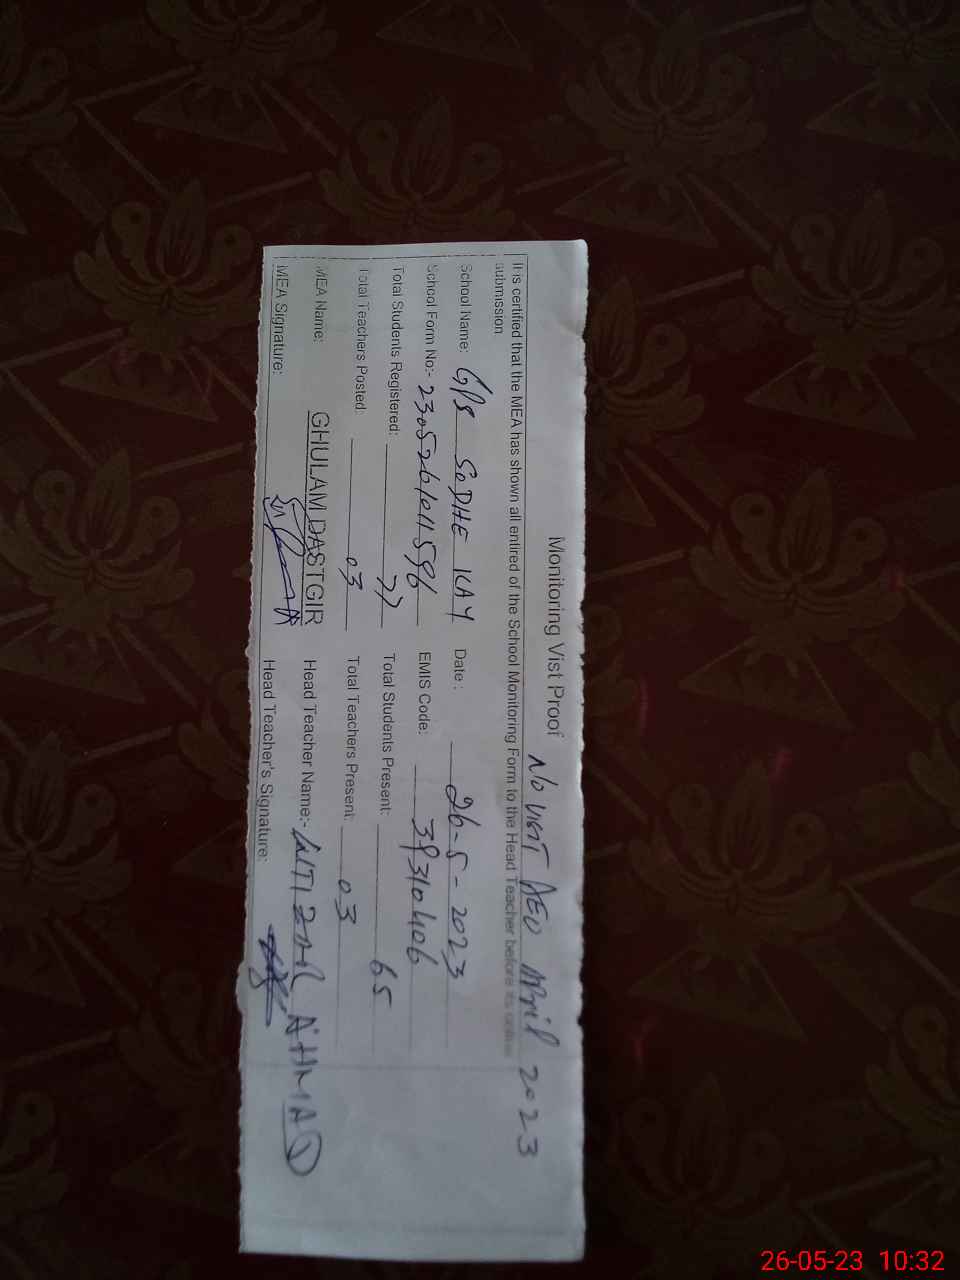 Monitoring Vist Proof No VISIT AEO April 2023
It is certified that the MEA has shown all entired of the School Monitoring Form to the Head Teacher before its online
submission.
School Name: GPS SODHE KAY Date : 26-5-2023
School Form No:- EMIS Code: 39310406
Total Students Registered: 77 Total Students Present: 65
Total Teachers Posted: 03 Total Teachers Present: 03
MEA Name: GHULAM DASTGIR Head Teacher Name:- AHMAD
MEA Signature: Head Teacher's Signature:
26-05-23 10:32